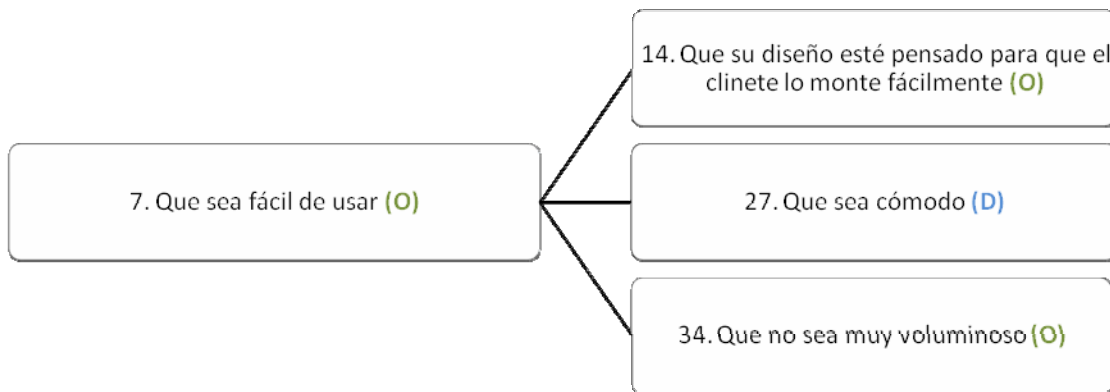 14. Que su diseño esté pensado para que el
clinete lo monte fácilmente (O)
7. Que sea fácil de usar (O)
27. Que sea cómodo (D)
34. Que no sea muy voluminoso (O)